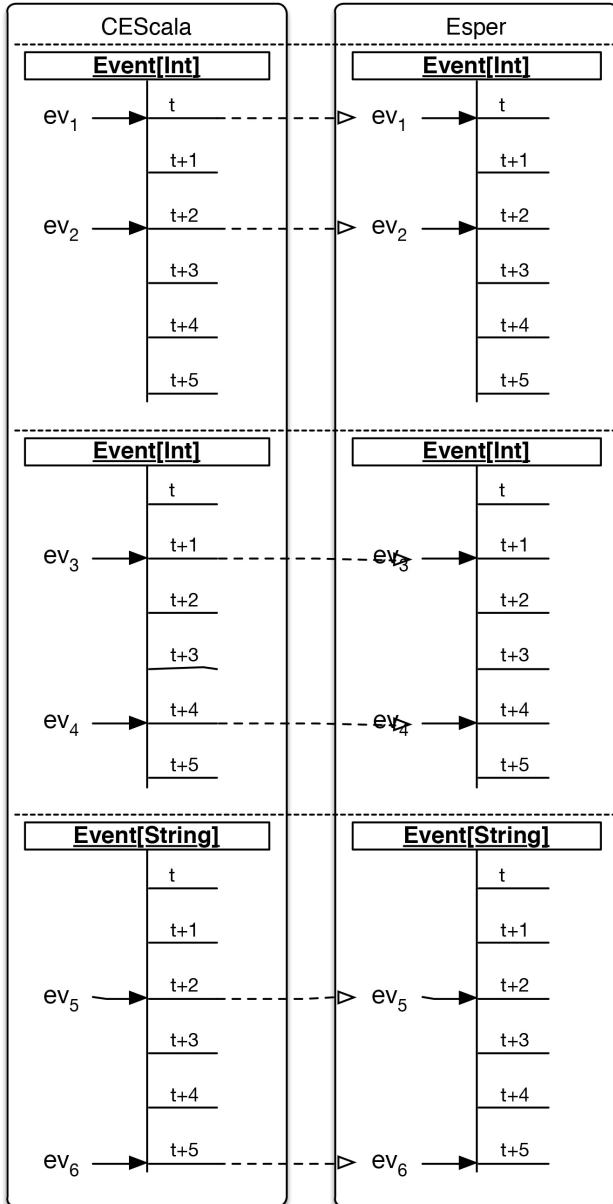 CEScala Esper
Event[Int] Event[Int]
ev1 t ev1 t
t+1 t+1
ev2 t+2 ev2 t+2
t+3 t+3
t+4 t+4
t+5 t+5
Event[Int] Event[Int]
t t
ev3 t+1 ev3 t+1
t+2 t+2
t+3 t+3
ev4 t+4 ev4 t+4
t+5 t+5
Event[String] Event[String]
t t
t+1 t+1
ev5 t+2 ev5 t+2
t+3 t+3
t+4 t+4
ev6 t+5 ev6 t+5